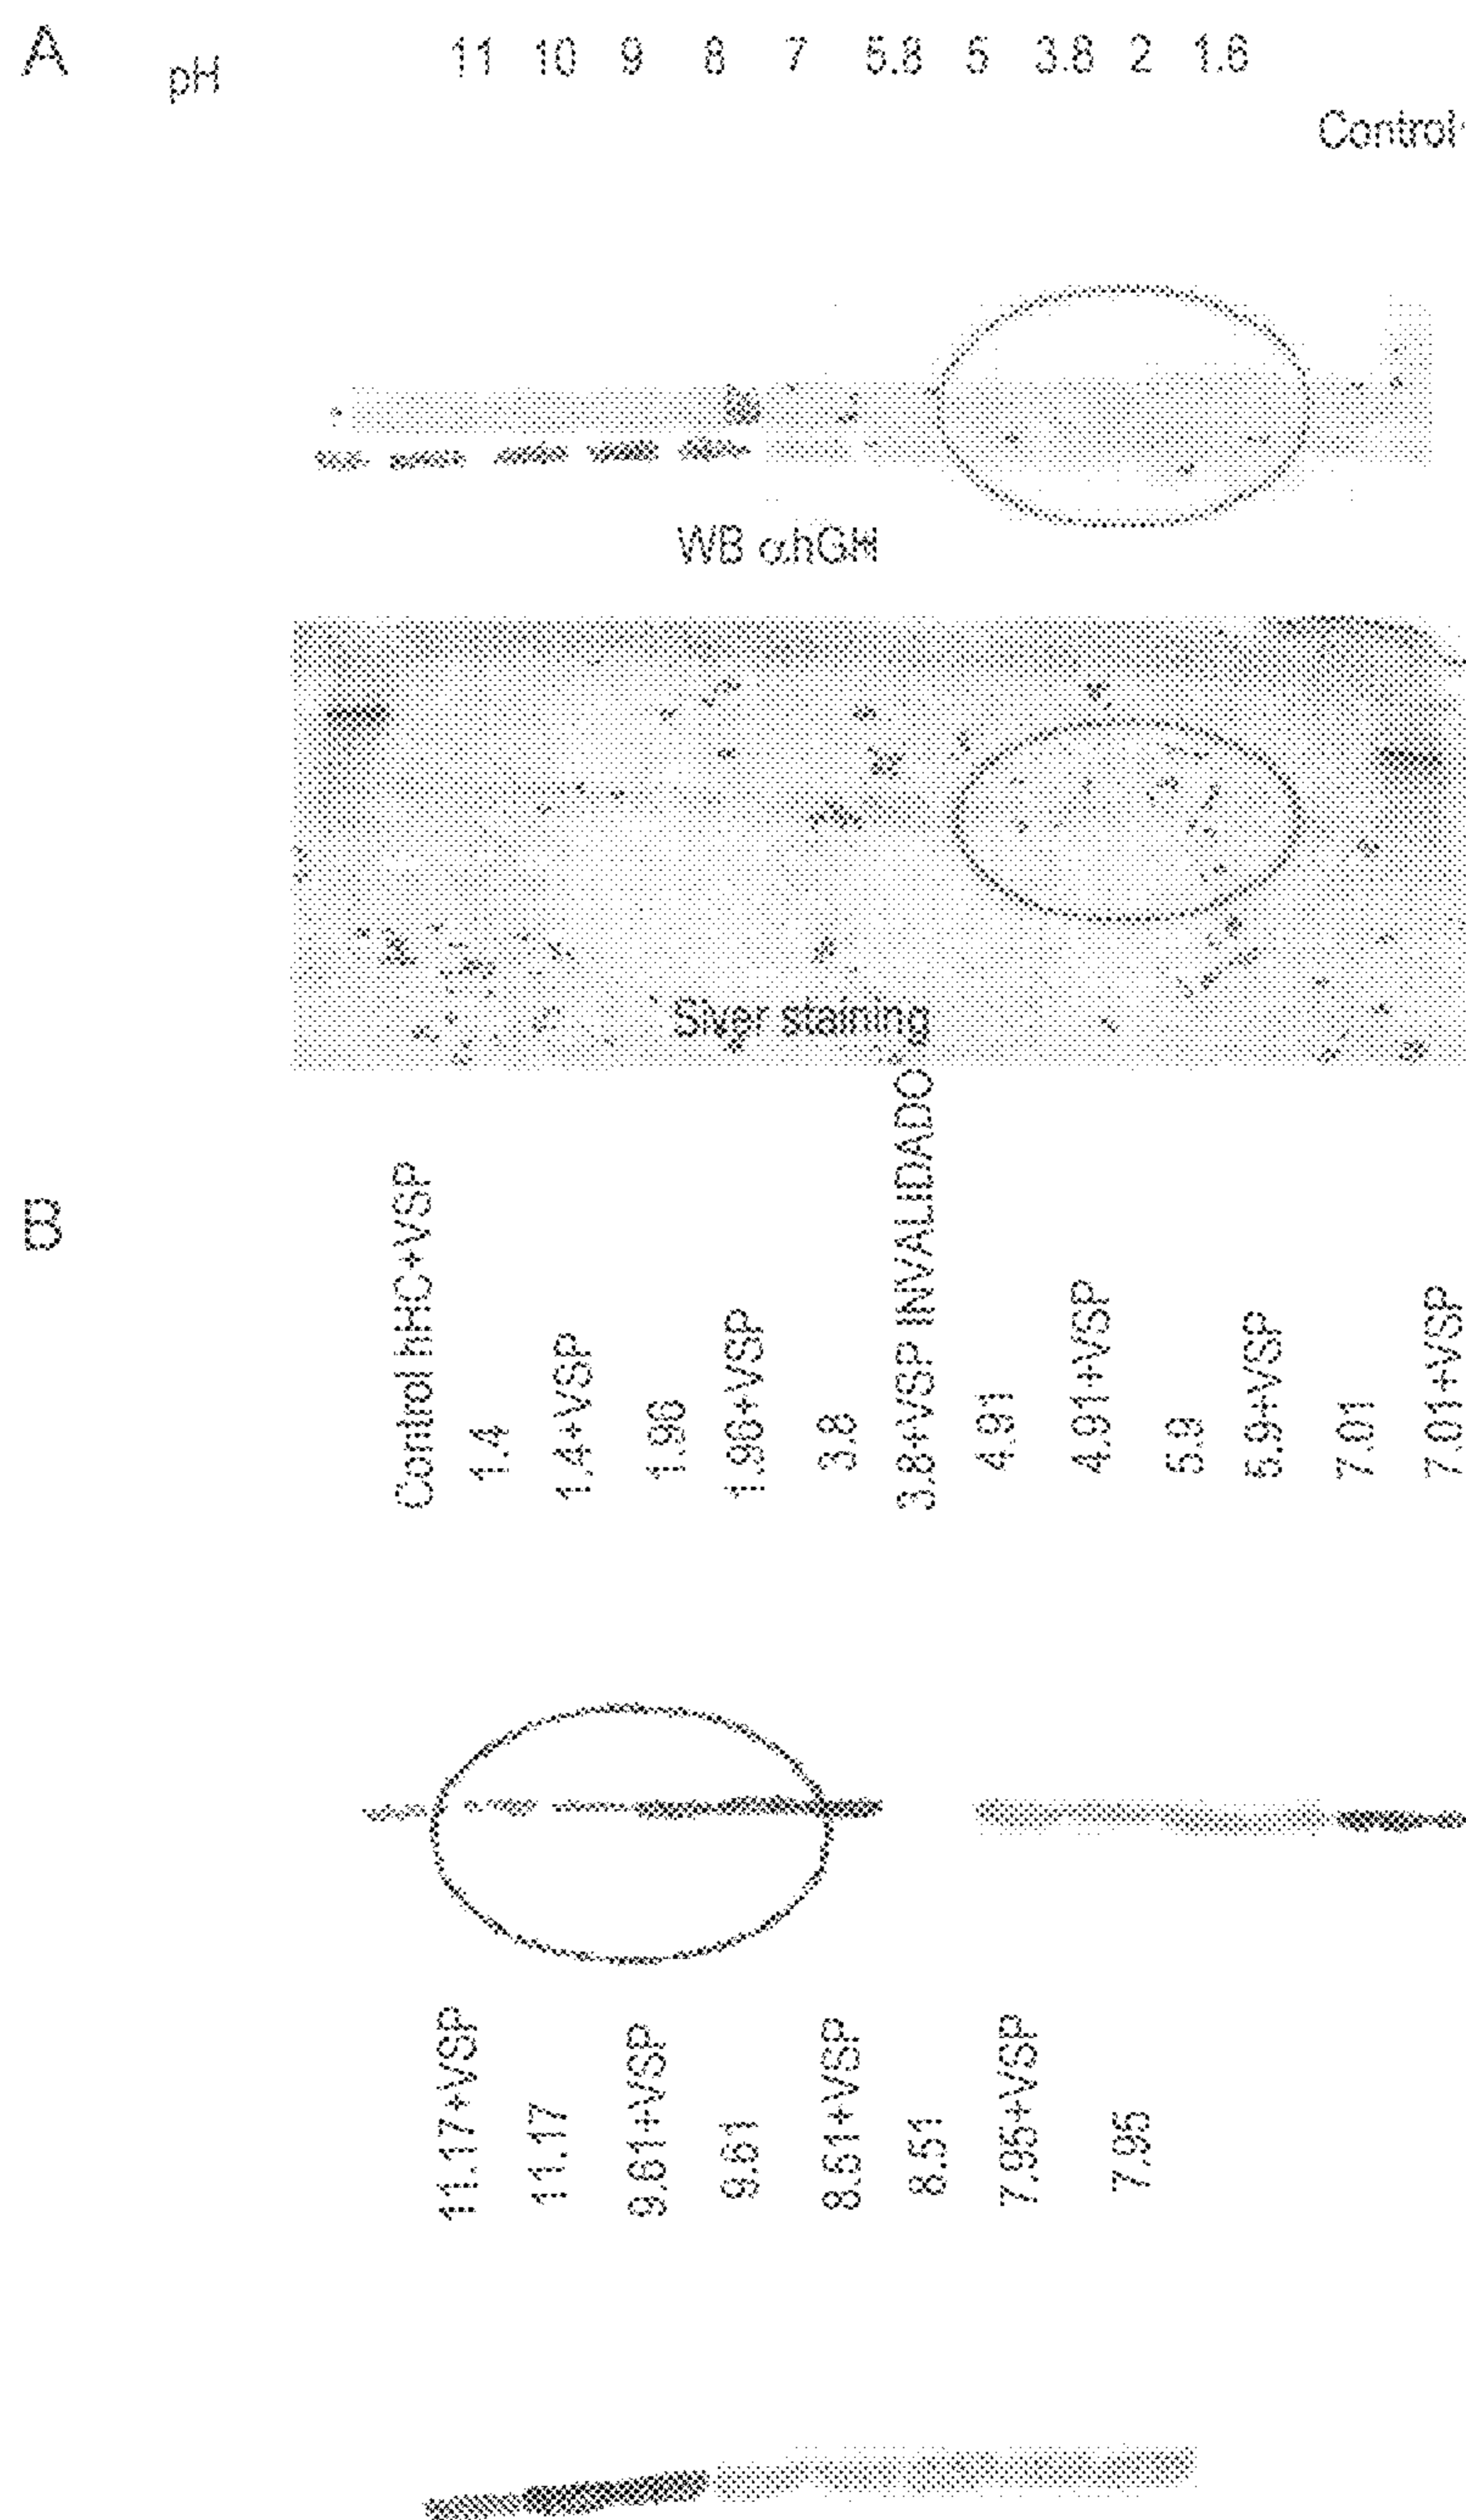 A
pH 11 10 9 8 7 5.8 5 3.8 2 1.6
Control
WB αhGH
Silver staining
B
Control hHC+VSP
1.4
1.4+VSP
1.96
1.96+VSP
3.8
3.8+VSP INVALIDADO
4.91
4.91+VSP
5.9
5.9+VSP
7.01
7.01+VSP
11.17+VSP
11.17
9.61+VSP
9.61
8.51+VSP
8.51
7.95+VSP
7.95